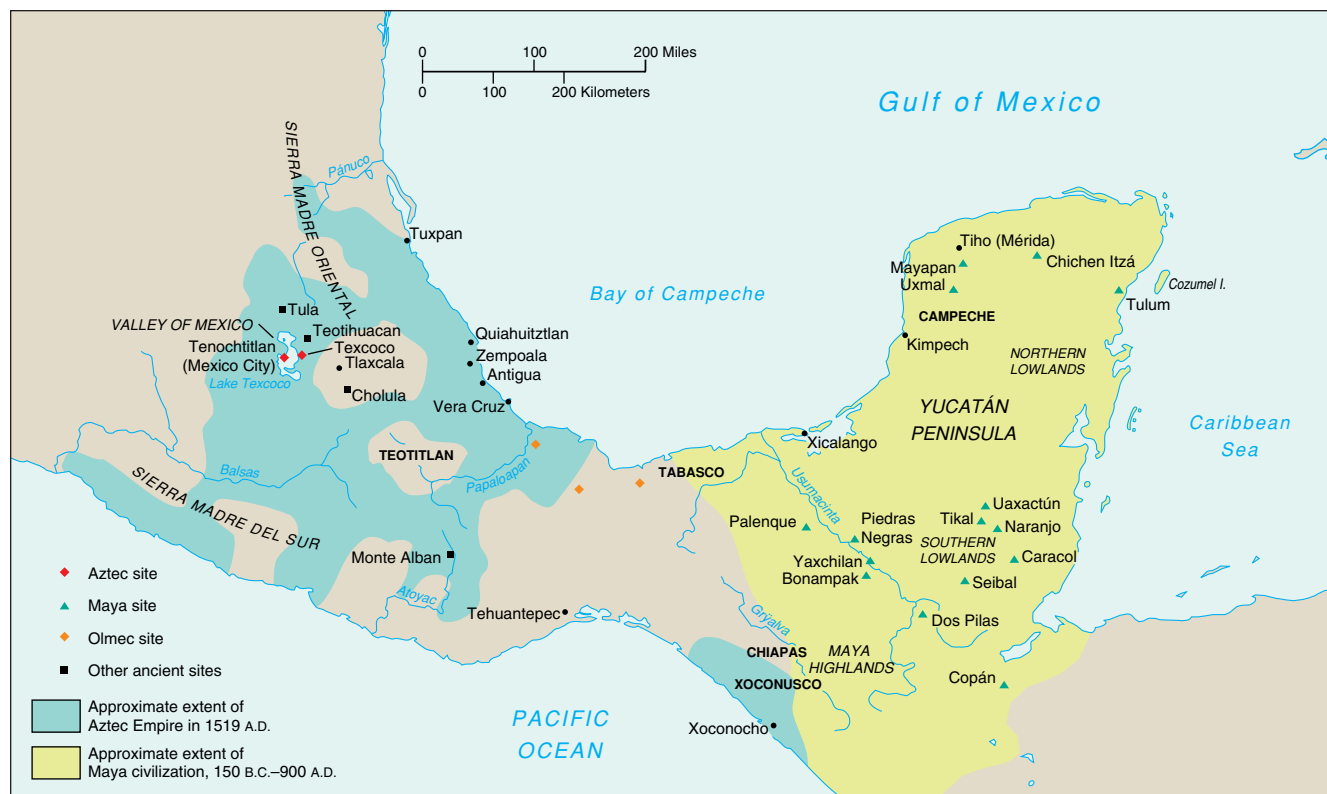 0 100 200 Miles
0 100 200 Kilometers
Gulf of Mexico
SIERRA MADRE ORIENTAL
Pánuco
Tuxpan
Bay of Campeche
Tiho (Mérida)
Chichen Itzá
Mayapan
Uxmal
Cozumel I.
Tulum
CAMPECHE
Kimpech
NORTHERN
LOWLANDS
Tula
VALLEY OF MEXICO
Teotihuacan
Tenochtitlan
(Mexico City)
Texcoco
Tlaxcala
Lake Texcoco
Cholula
Quiahuitztlan
Zempoala
Antigua
Vera Cruz
YUCATÁN
PENINSULA
Caribbean
Sea
Xicalango
TEOTITLAN
Balsas
Papaloapan
TABASCO
Usumacinta
SIERRA MADRE DEL SUR
Palenque
Piedras
Negras
Uaxactún
Tikal
Naranjo
SOUTHERN
LOWLANDS
Yaxchilan
Bonampak
Caracol
Seibal
Monte Alban
Atoyac
Tehuantepec
Dos Pilas
Grÿalva
CHIAPAS
MAYA
HIGHLANDS
XOCONUSCO
Copán
Xoconocho
PACIFIC
OCEAN
Aztec site
Maya site
Olmec site
Other ancient sites
Approximate extent of
Aztec Empire in 1519 A.D.
Approximate extent of
Maya civilization, 150 B.C.–900 A.D.